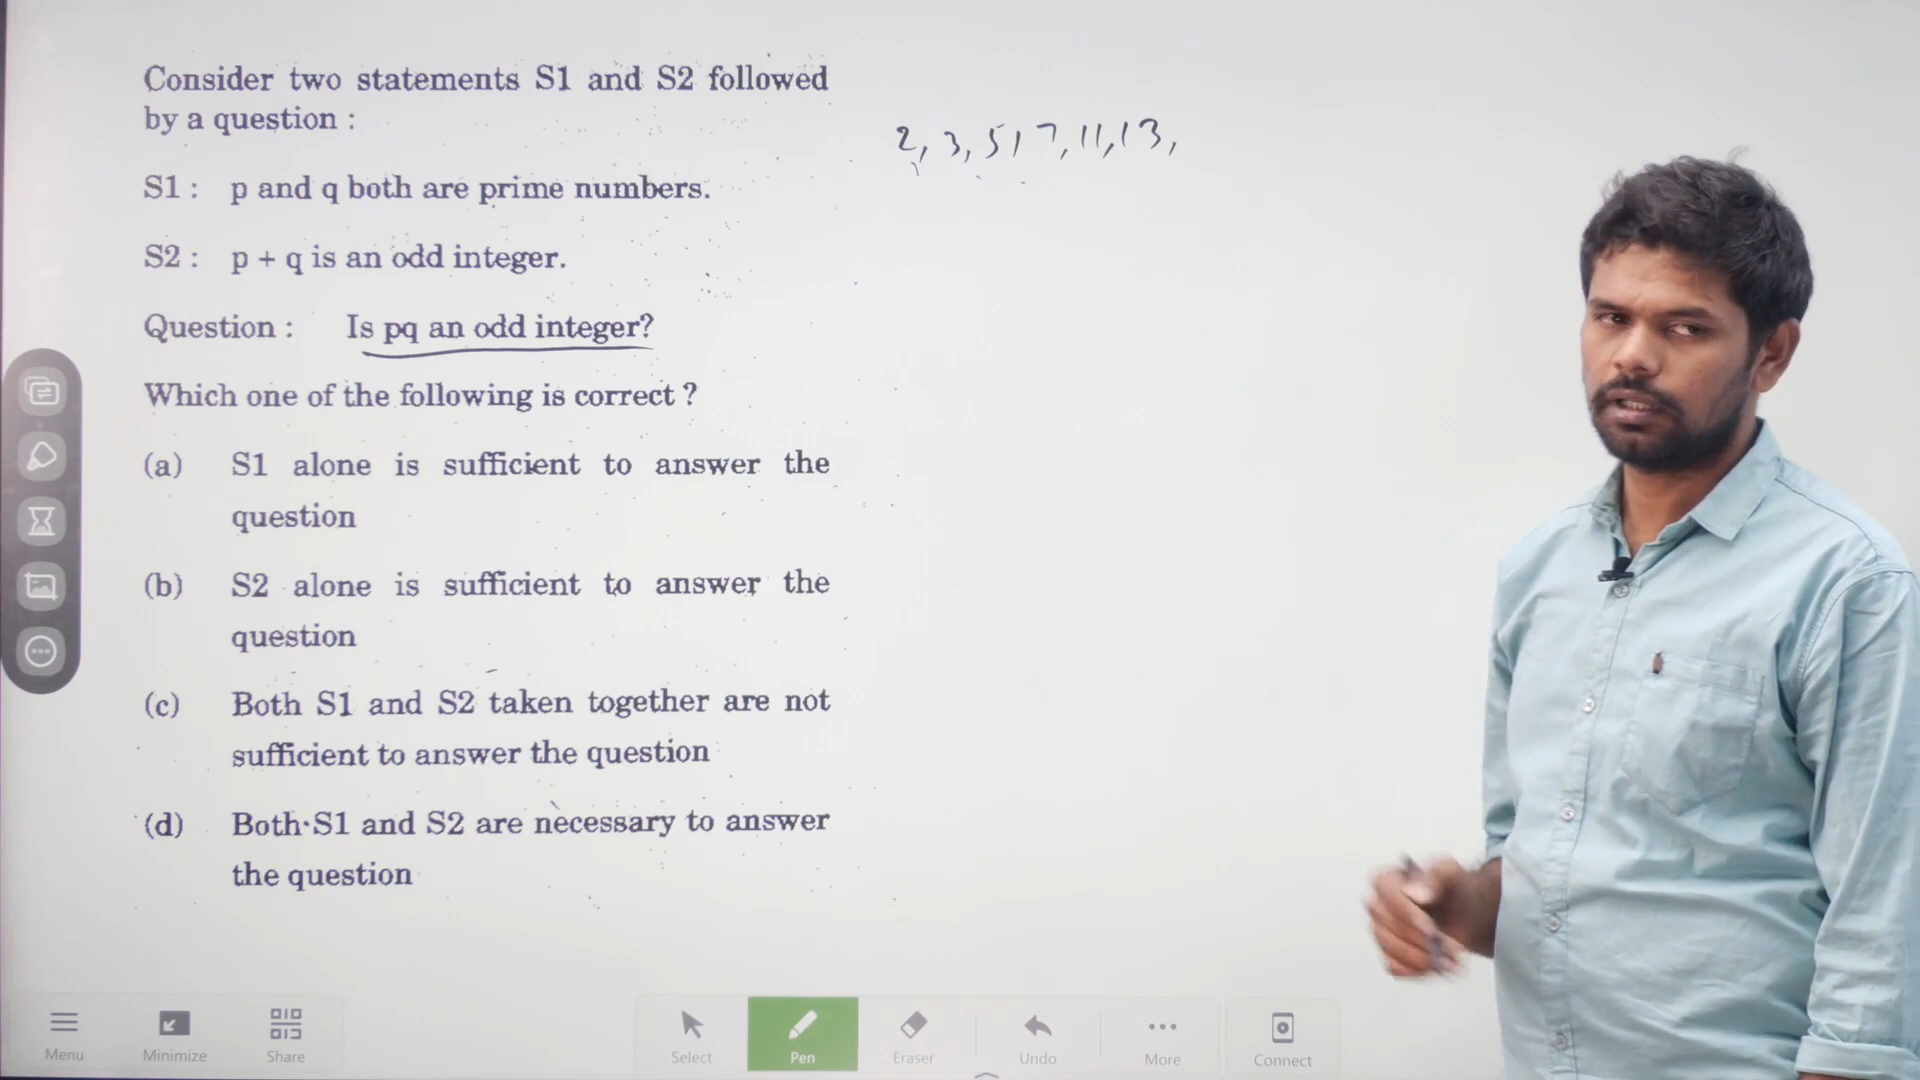 Consider two statements S1 and S2 followed
by a question :
2, 3, 5, 7, 11, 13,
S1 : p and q both are prime numbers.
S2 : p + q is an odd integer.
Question : Is pq an odd integer?
Which one of the following is correct ?
(a) S1 alone is sufficient to answer the
question
(b) S2 alone is sufficient to answer the
question
(c) Both S1 and S2 taken together are not
sufficient to answer the question
(d) Both S1 and S2 are necessary to answer
the question
Menu Minimize Share Select Pen Eraser Undo More Connect